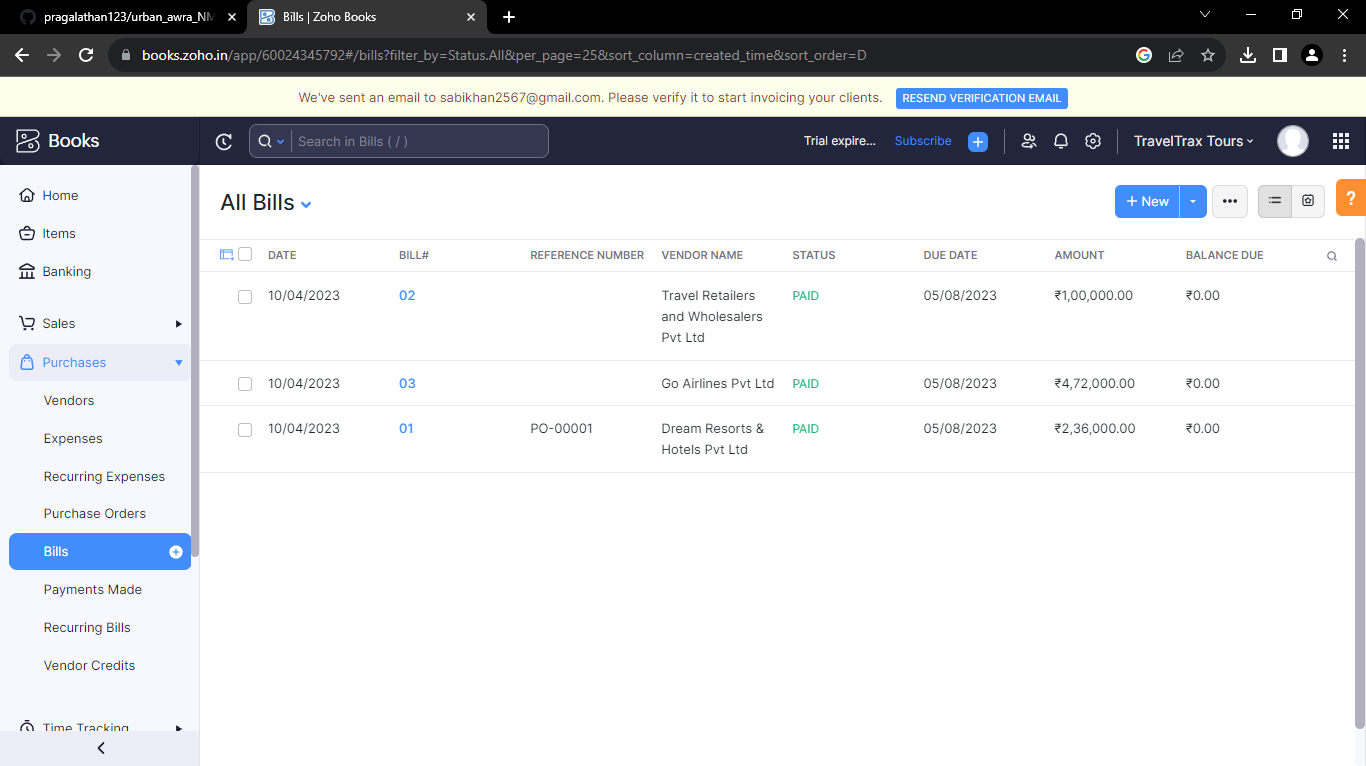 pragalathan123/urban_awra_NM
Bills | Zoho Books
books.zoho.in/app/60024345792#/bills?filter_by=Status.All&per_page=25&sort_column=created_time&sort_order=D
We've sent an email to sabikhan2567@gmail.com. Please verify it to start invoicing your clients. RESEND VERIFICATION EMAIL
Books
Search in Bills ( / )
Trial expire... Subscribe
TravelTrax Tours
Home
Items
Banking
Sales
Purchases
Vendors
Expenses
Recurring Expenses
Purchase Orders
Bills
Payments Made
Recurring Bills
Vendor Credits
Time Tracking
All Bills
+ New
?
DATE BILL# REFERENCE NUMBER VENDOR NAME STATUS DUE DATE AMOUNT BALANCE DUE
10/04/2023 02 Travel Retailers PAID 05/08/2023 ₹1,00,000.00 ₹0.00
and Wholesalers
Pvt Ltd
10/04/2023 03 Go Airlines Pvt Ltd PAID 05/08/2023 ₹4,72,000.00 ₹0.00
10/04/2023 01 PO-00001 Dream Resorts & PAID 05/08/2023 ₹2,36,000.00 ₹0.00
Hotels Pvt Ltd